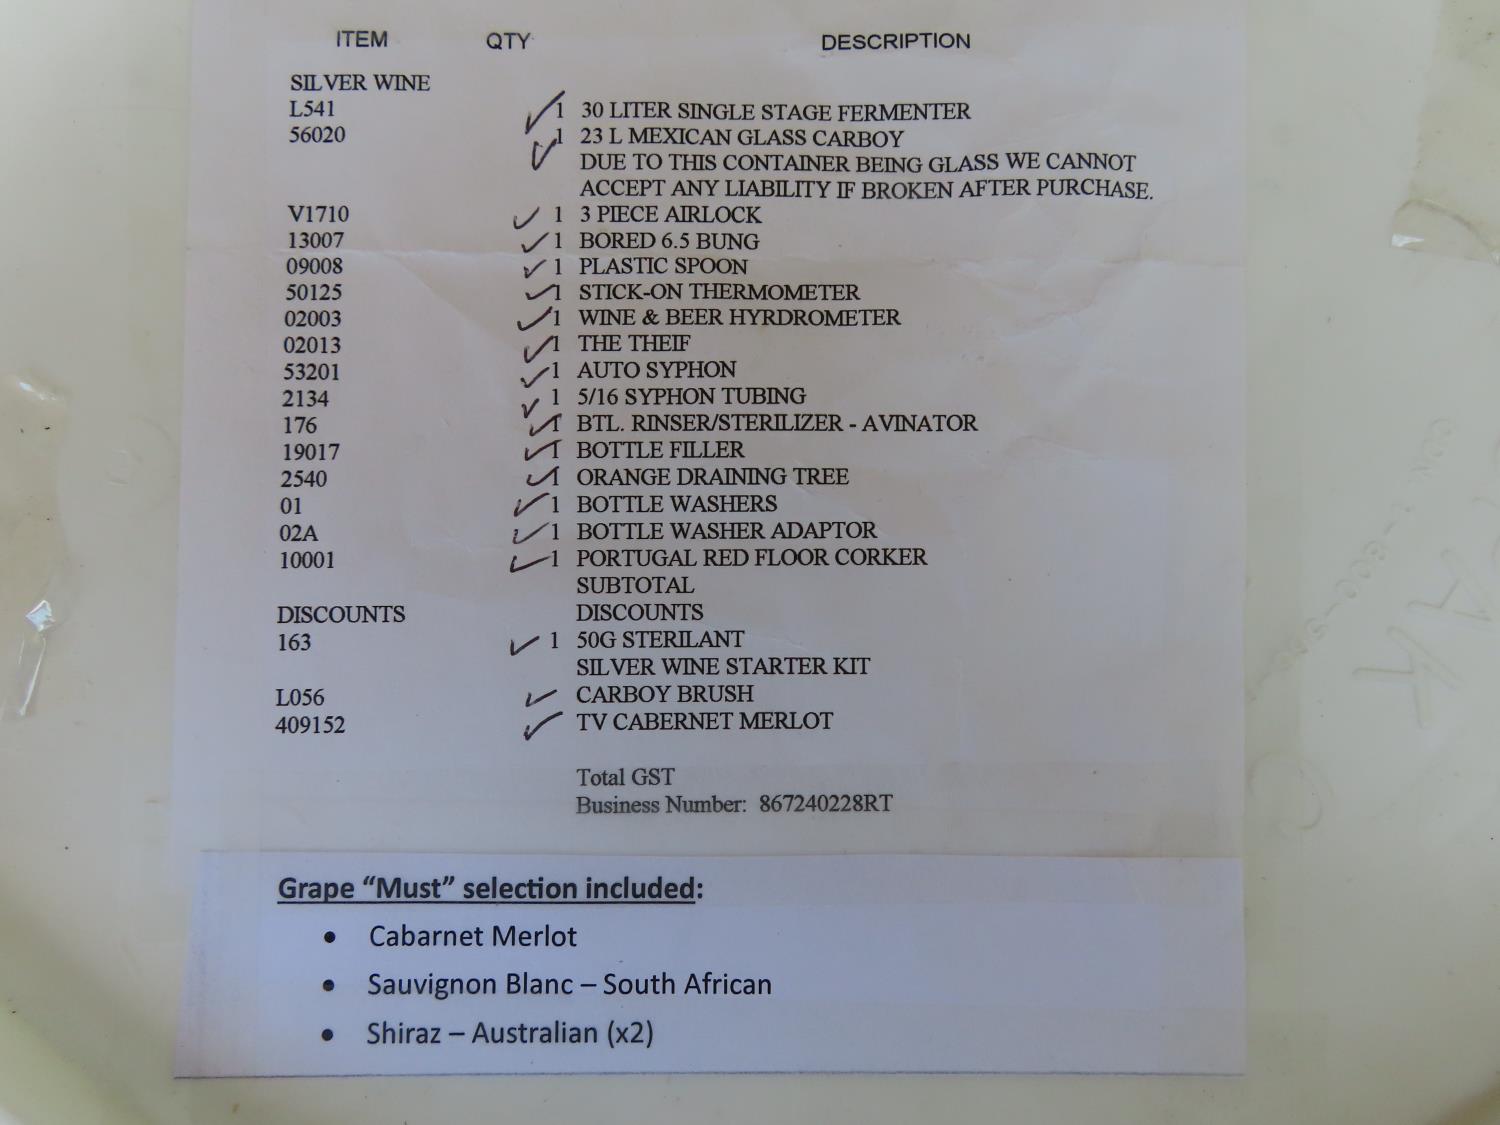 ITEM QTY DESCRIPTION
SILVER WINE
L541 1 30 LITER SINGLE STAGE FERMENTER
56020 1 23 L MEXICAN GLASS CARBOY
DUE TO THIS CONTAINER BEING GLASS WE CANNOT
ACCEPT ANY LIABILITY IF BROKEN AFTER PURCHASE.
V1710 1 3 PIECE AIRLOCK
13007 1 BORED 6.5 BUNG
09008 1 PLASTIC SPOON
50125 1 STICK-ON THERMOMETER
02003 1 WINE & BEER HYRDROMETER
02013 1 THE THEIF
53201 1 AUTO SYPHON
2134 1 5/16 SYPHON TUBING
176 1 BTL. RINSER/STERILIZER - AVINATOR
19017 1 BOTTLE FILLER
2540 1 ORANGE DRAINING TREE
01 1 BOTTLE WASHERS
02A 1 BOTTLE WASHER ADAPTOR
10001 1 PORTUGAL RED FLOOR CORKER
SUBTOTAL
DISCOUNTS DISCOUNTS
163 1 50G STERILANT
SILVER WINE STARTER KIT
L056 CARBOY BRUSH
409152 TV CABERNET MERLOT
Total GST
Business Number: 867240228RT
Grape “Must” selection included:
• Cabarnet Merlot
• Sauvignon Blanc – South African
• Shiraz – Australian (x2)